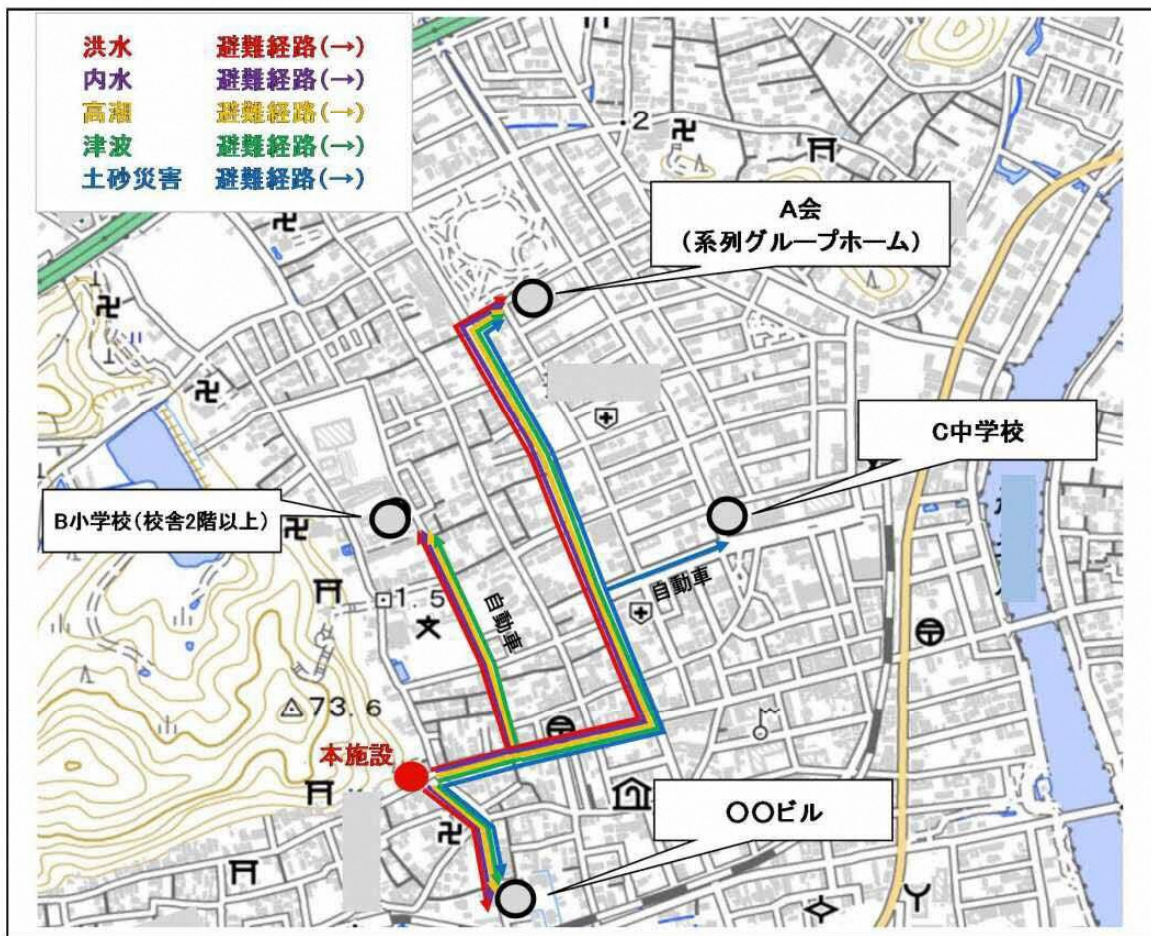 洪水 避難経路(→)
内水 避難経路(→)
高潮 避難経路(→)
津波 避難経路(→)
土砂災害 避難経路(→)
・2
A会
(系列グループホーム)
C中学校
B小学校(校舎2階以上)
1.5
自動車
自動車
73.6
本施設
〇〇ビル